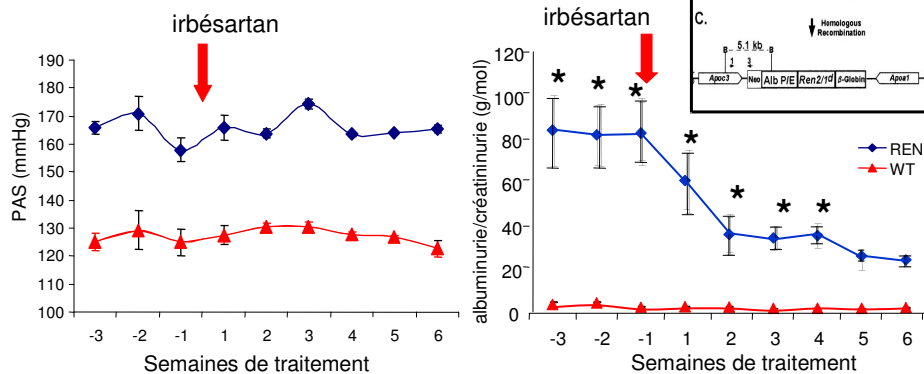 irbésartan
PAS (mmHg)
190
180
170
160
150
140
130
120
110
100
-3 -2 -1 1 2 3 4 5 6
Semaines de traitement
irbésartan
albuminurie/créatininurie (g/mol)
120
100
80
60
40
20
0
* * * * * * *
-3 -2 -1 1 2 3 4 5 6
Semaines de traitement
REN
WT
C.
Homologous
Recombination
B 5.1 kb B
1 3
Apoc3 Neo Alb P/E Ren2/1d β-Globin Apoa1